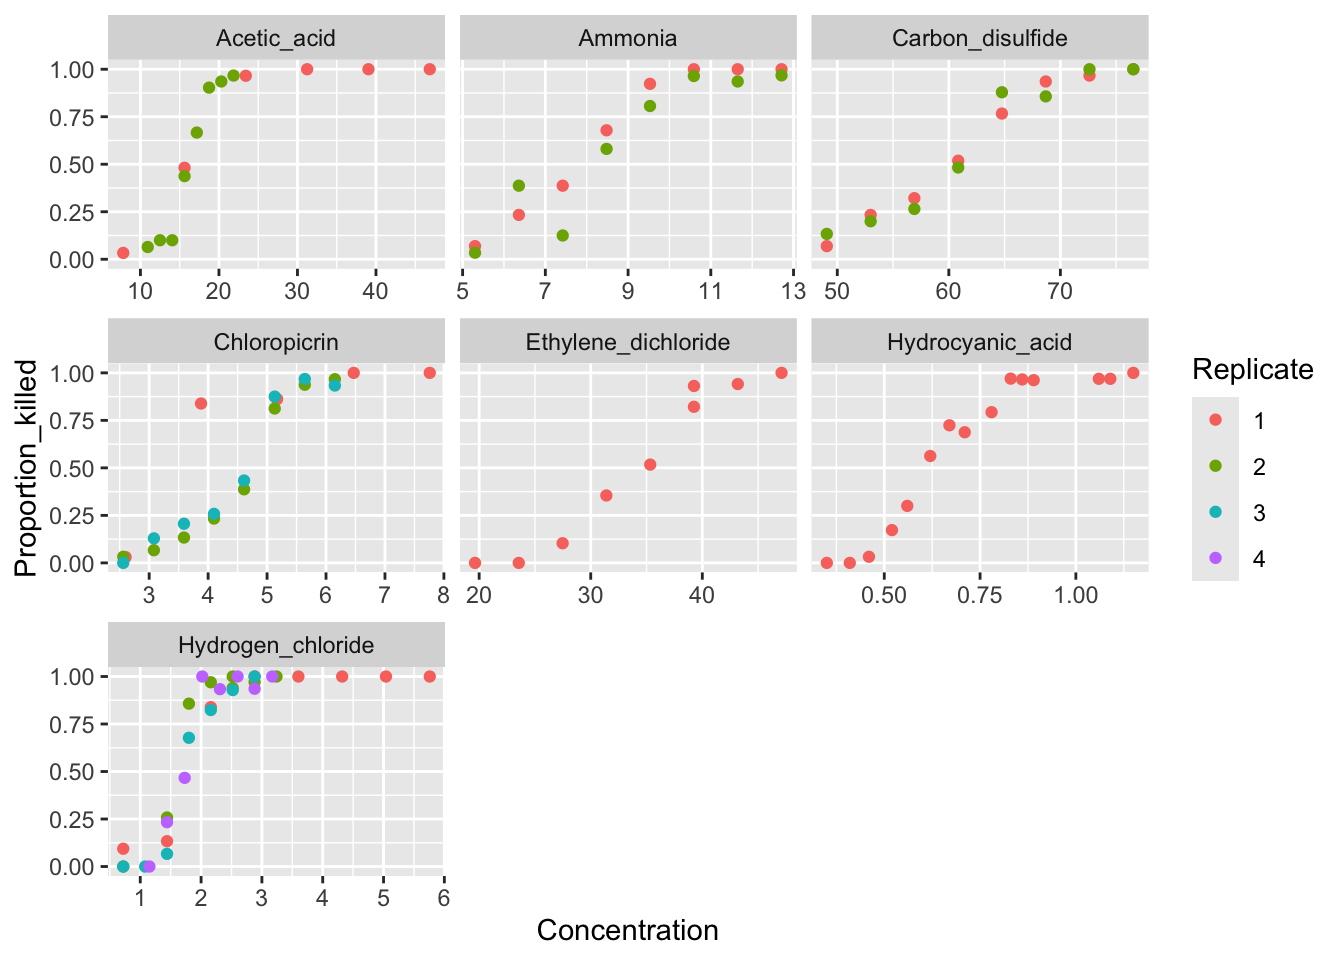 Acetic_acid
Ammonia
Carbon_disulfide
1.00
0.75
0.50
0.25
0.00
10 20 30 40
5 7 9 11 13
50 60 70
Chloropicrin
Ethylene_dichloride
Hydrocyanic_acid
1.00
0.75
0.50
0.25
0.00
3 4 5 6 7 8
20 30 40
0.50 0.75 1.00
Hydrogen_chloride
1.00
0.75
0.50
0.25
0.00
1 2 3 4 5 6
Proportion_killed
Concentration
Replicate
1
2
3
4